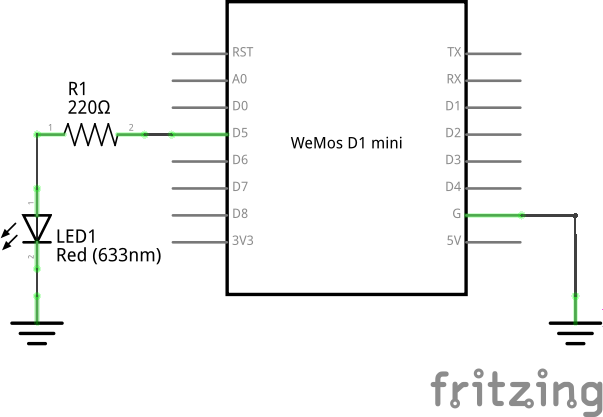 R1
220Ω
1
2
RST
A0
D0
D5
D6
D7
D8
3V3
WeMos D1 mini
TX
RX
D1
D2
D3
D4
G
5V
1
2
LED1
Red (633nm)
fritzing